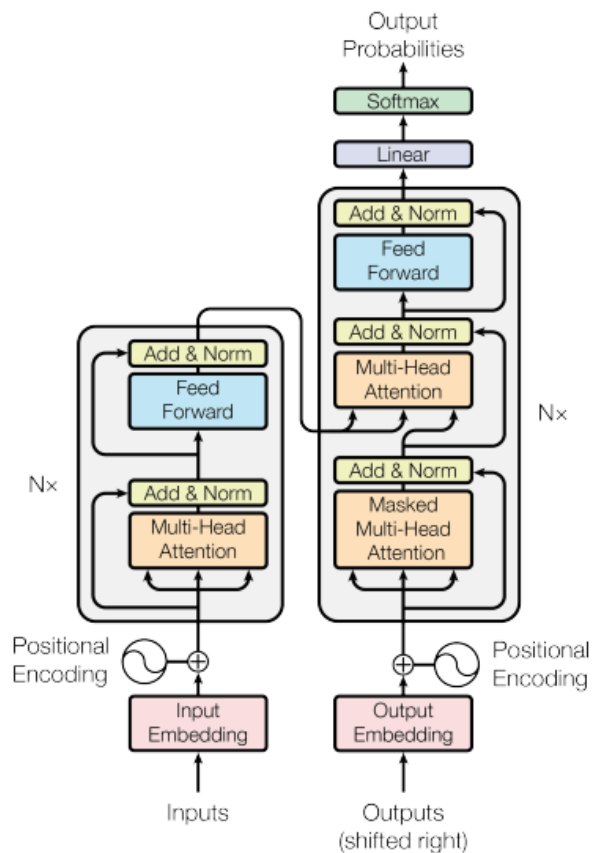 Output
Probabilities
Softmax
Linear
Add & Norm
Feed
Forward
Add & Norm
Multi-Head
Attention
Add & Norm
Masked
Multi-Head
Attention
N×
Add & Norm
Feed
Forward
Add & Norm
Multi-Head
Attention
N×
Positional
Encoding
Positional
Encoding
Input
Embedding
Output
Embedding
Inputs
Outputs
(shifted right)